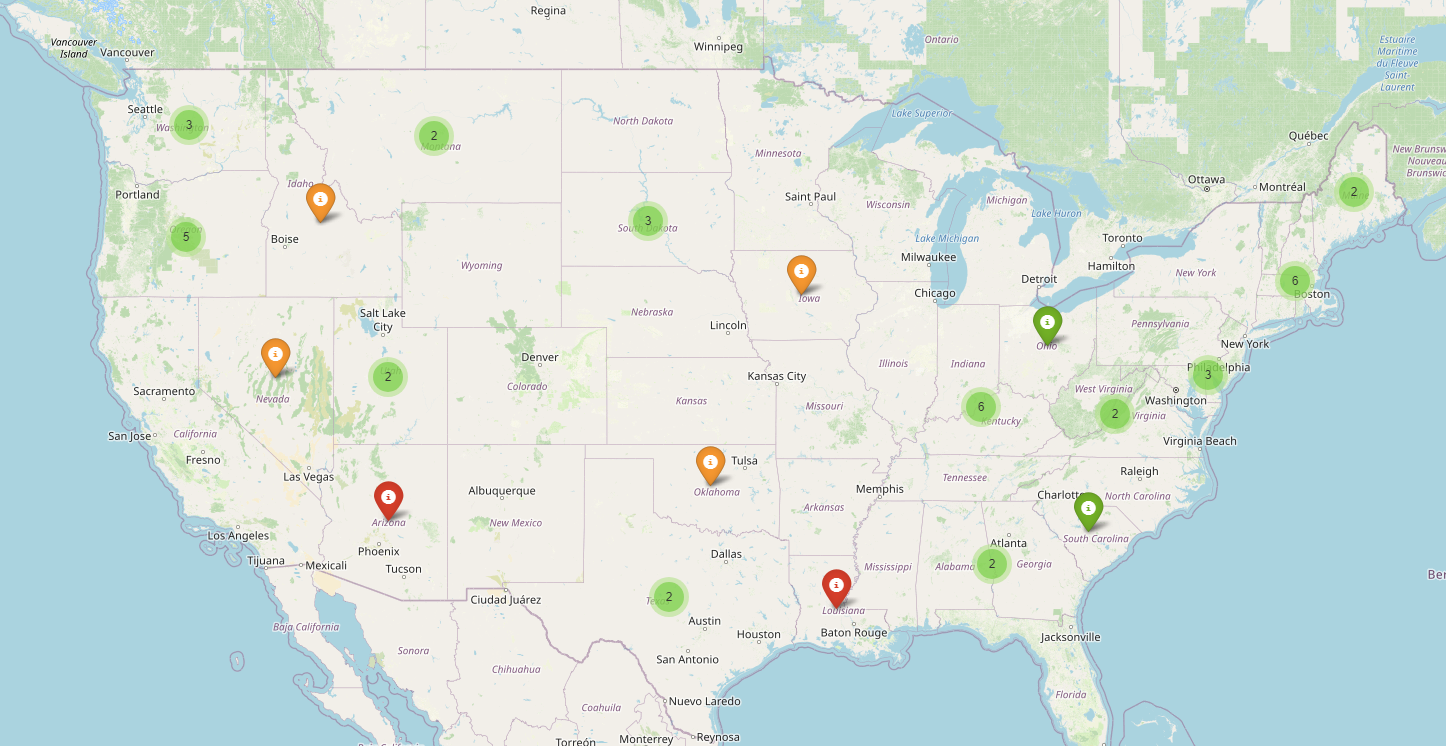 Regina
Vancouver
Island
Vancouver
Winnipeg
Ontario
Estuaire
Maritime
du Fleuve
Saint
Laurent
Seattle
3
Washington
2
Montana
North Dakota
Lake Superior
Minnesota
Québec
New Bruns
Nouveau
Brunswic
Portland
Idaho
i
Saint Paul
Wisconsin
Michigan
Ottawa
Montréal
2
Lake Huron
5
Boise
3
South Dakota
Lake Michigan
Toronto
Wyoming
Milwaukee
Hamilton
New York
i
Iowa
Chicago
Detroit
6
Boston
Salt Lake
City
Nebraska
Lincoln
i
Ohio
Pennsylvania
New York
i
Nevada
2
Denver
Colorado
Kansas City
Illinois
Indiana
3
Philadelphia
Sacramento
Kansas
Missouri
6
Kentucky
West Virginia
2
Virginia
Washington
San Jose
California
Fresno
Virginia Beach
Las Vegas
i
Tulsa
Oklahoma
Tennessee
Raleigh
i
Arizona
Albuquerque
New Mexico
Memphis
Arkansas
Charlotte
North Carolina
i
South Carolina
Los Angeles
Tijuana
Mexicali
Phoenix
Tucson
Dallas
Mississippi
Alabama
2
Atlanta
Georgia
Ber
Ciudad Juárez
2
Texas
i
Louisiana
Baja California
Austin
Houston
Baton Rouge
Jacksonville
Sonora
Chihuahua
San Antonio
Florida
Coahuila
Nuevo Laredo
Torreón
Monterrey
Reynosa